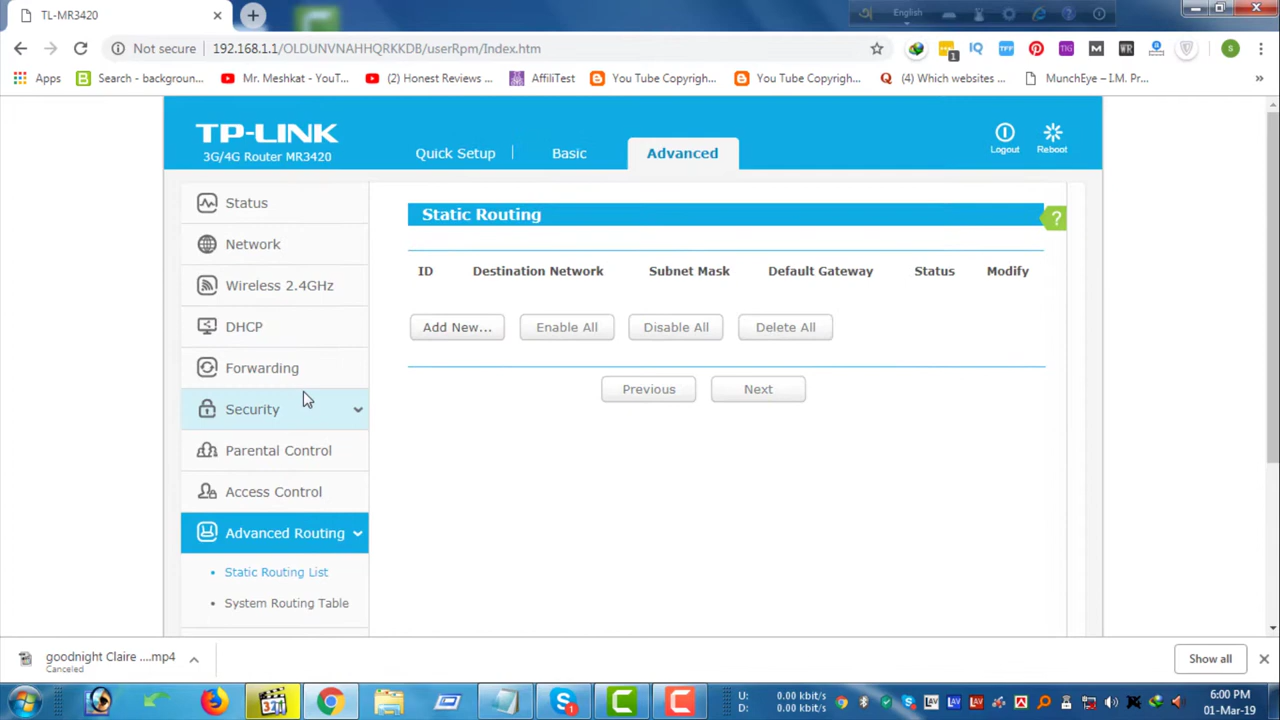 TL-MR3420
English
Not secure
192.168.1.1/OLDUNVNAHHQRKKDB/userRpm/Index.htm
1
S
Apps
Search - backgroun...
Mr. Meshkat - YouT...
(2) Honest Reviews ...
AffiliTest
You Tube Copyrigh...
You Tube Copyrigh...
(4) Which websites ...
MunchEye – I.M. Pr...
TP-LINK
3G/4G Router MR3420
Quick Setup
Basic
Advanced
Logout
Reboot
Status
Network
Wireless 2.4GHz
DHCP
Forwarding
Security
Parental Control
Access Control
Advanced Routing
Static Routing List
System Routing Table
Static Routing
?
ID Destination Network Subnet Mask Default Gateway Status Modify
Add New... Enable All Disable All Delete All
Previous Next
goodnight Claire ....mp4
Canceled
Show all
U: 0.00 kbit/s
D: 0.00 kbit/s
6:00 PM
01-Mar-19